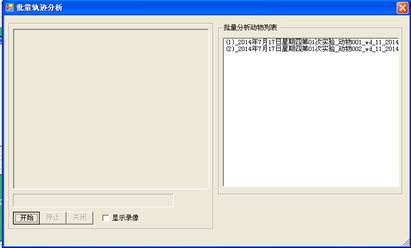 批量轨迹分析
批量分析动物列表
(1)_2014年7月17日星期四第01次实验_动物001_wd_11_2014
(2)_2014年7月17日星期四第01次实验_动物002_wd_11_2014
开始 停止 关闭 显示录像